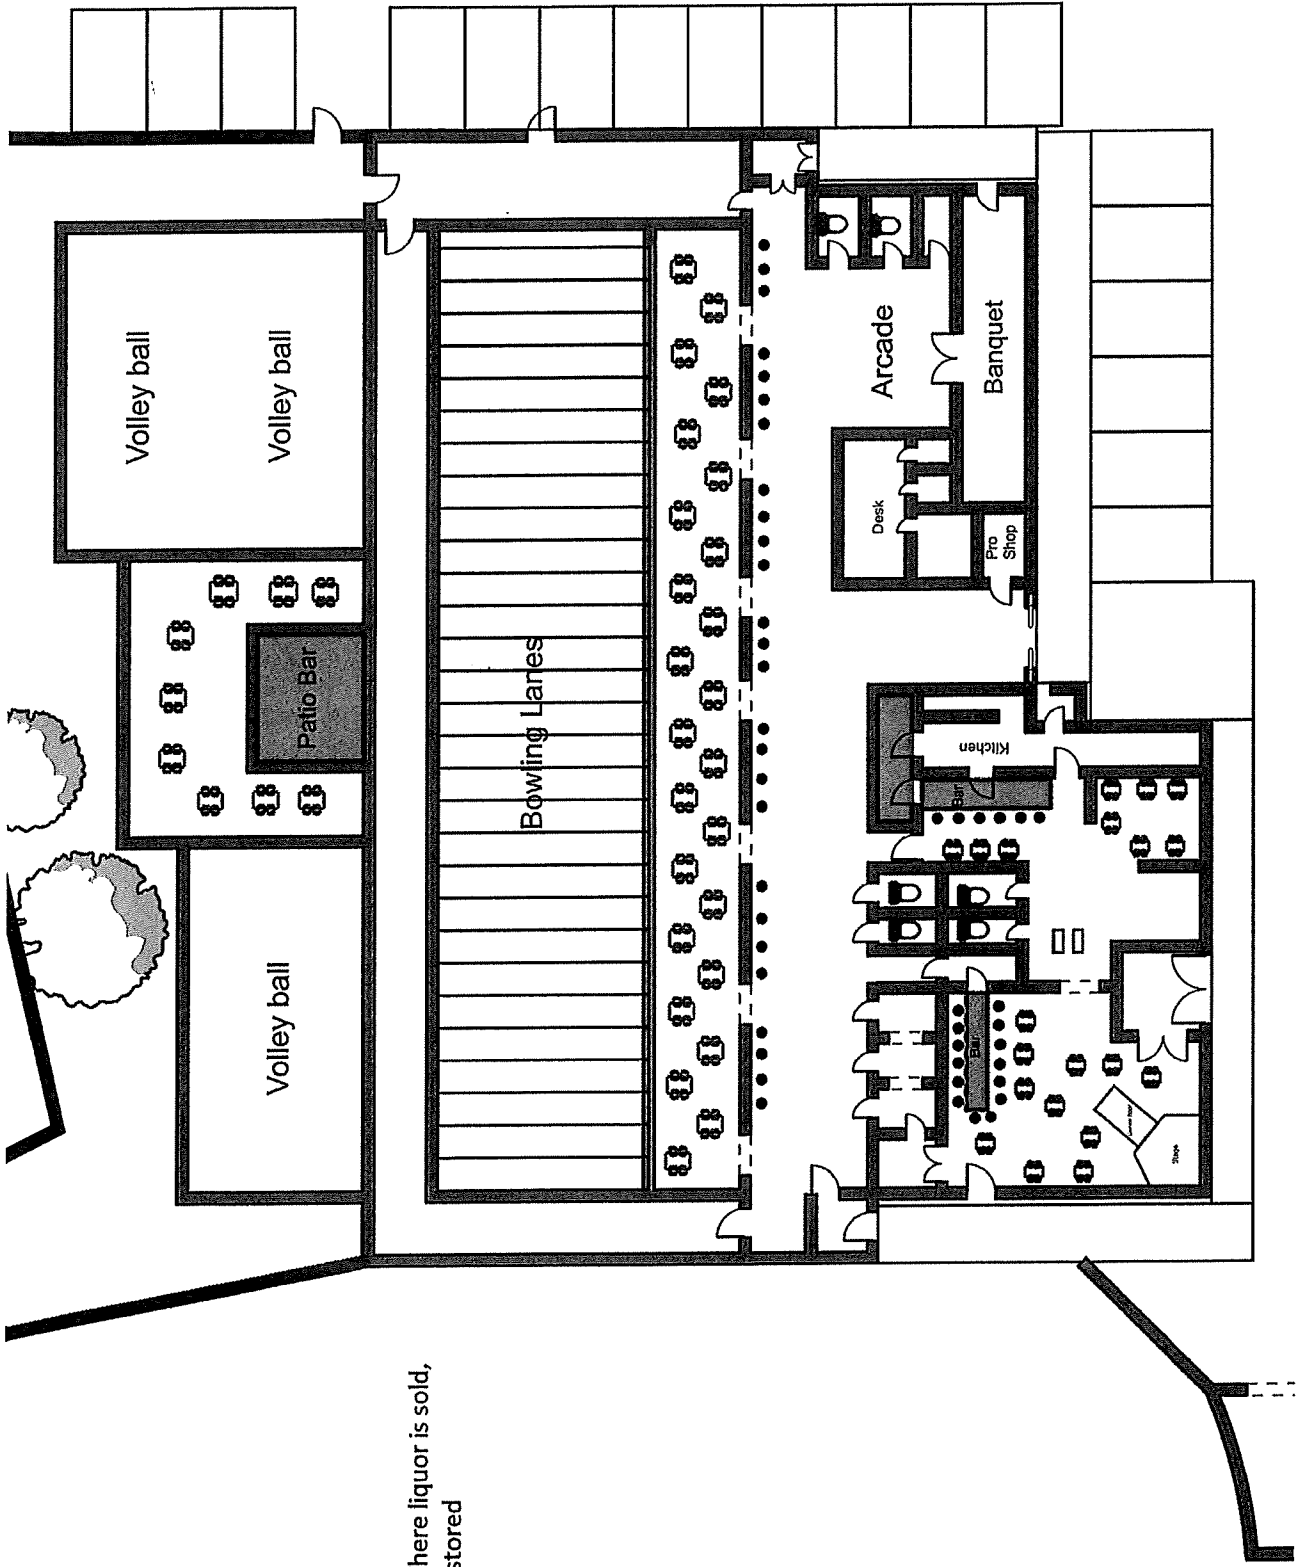 Volley ball
Volley ball
Patio Bar
Volley ball
Bowling Lanes
Arcade
Banquet
Desk
Pro
Shop
Kitchen
Bar
Bar
Stage
here liquor is sold,
stored